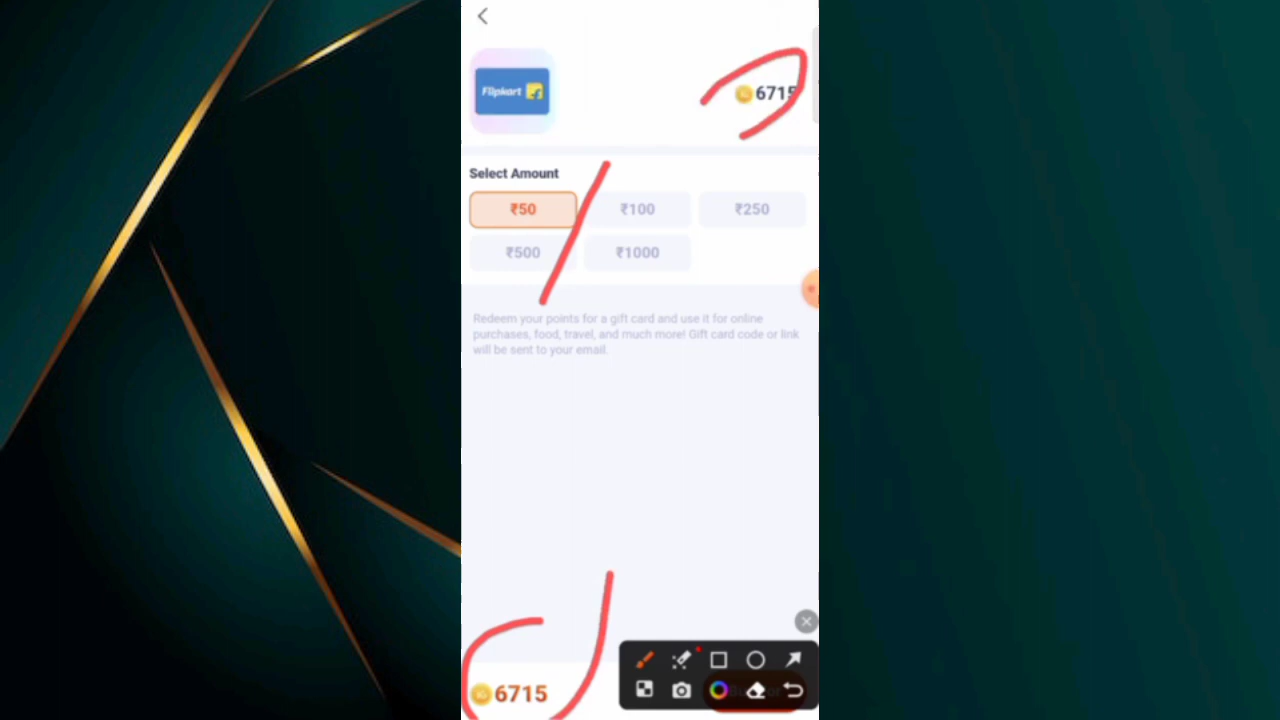 Flipkart
6715
Select Amount
₹50
₹100
₹250
₹500
₹1000
Redeem your points for a gift card and use it for online
purchases, food, travel, and much more! Gift card code or link
will be sent to your email.
6715